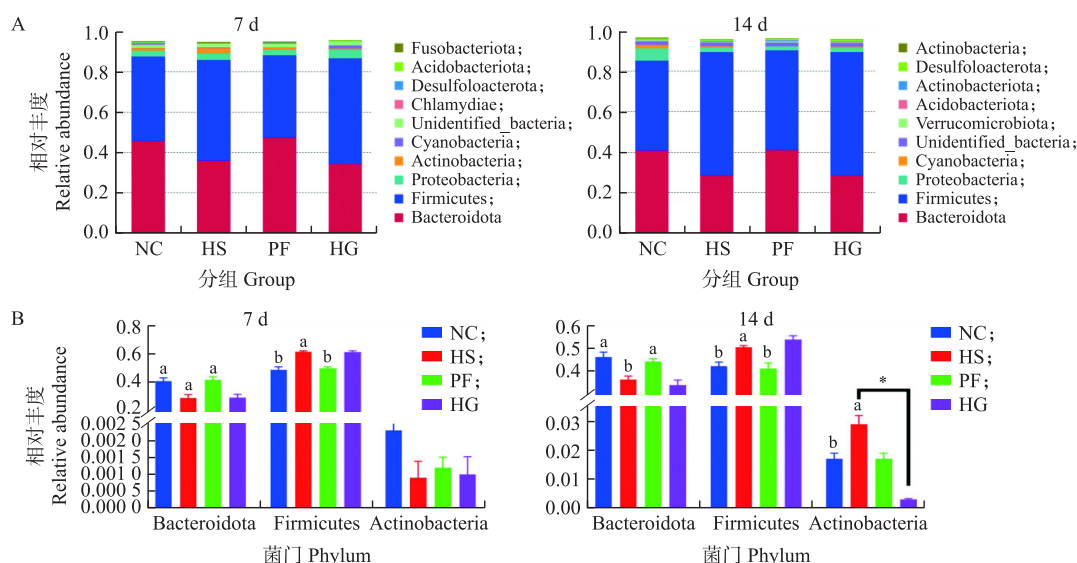 A
7 d
相对丰度
Relative abundance
1.0
0.8
0.6
0.4
0.2
0.0
NC HS PF HG
分组 Group
Fusobacteriota；
Acidobacteriota；
Desulfoloacterota；
Chlamydiae；
Unidentified_bacteria；
Cyanobacteria；
Actinobacteria；
Proteobacteria；
Firmicutes；
Bacteroidota
14 d
1.0
0.8
0.6
0.4
0.2
0.0
NC HS PF HG
分组 Group
Actinobacteria；
Desulfoloacterota；
Actinobacteriota；
Acidobacteriota；
Verrucomicrobiota；
Unidentified_bacteria；
Cyanobacteria；
Proteobacteria；
Firmicutes；
Bacteroidota
B
7 d
相对丰度
Relative abundance
0.8
0.6
0.4
0.2
0.002 5
0.002 0
0.001 5
0.001 0
0.000 5
0.000 0
a a a b a b
Bacteroidota Firmicutes Actinobacteria
菌门 Phylum
NC；
HS；
PF；
HG
14 d
0.6
0.5
0.4
0.03
0.02
0.01
0.00
a b a b a b b a *
Bacteroidota Firmicutes Actinobacteria
菌门 Phylum
NC；
HS；
PF；
HG